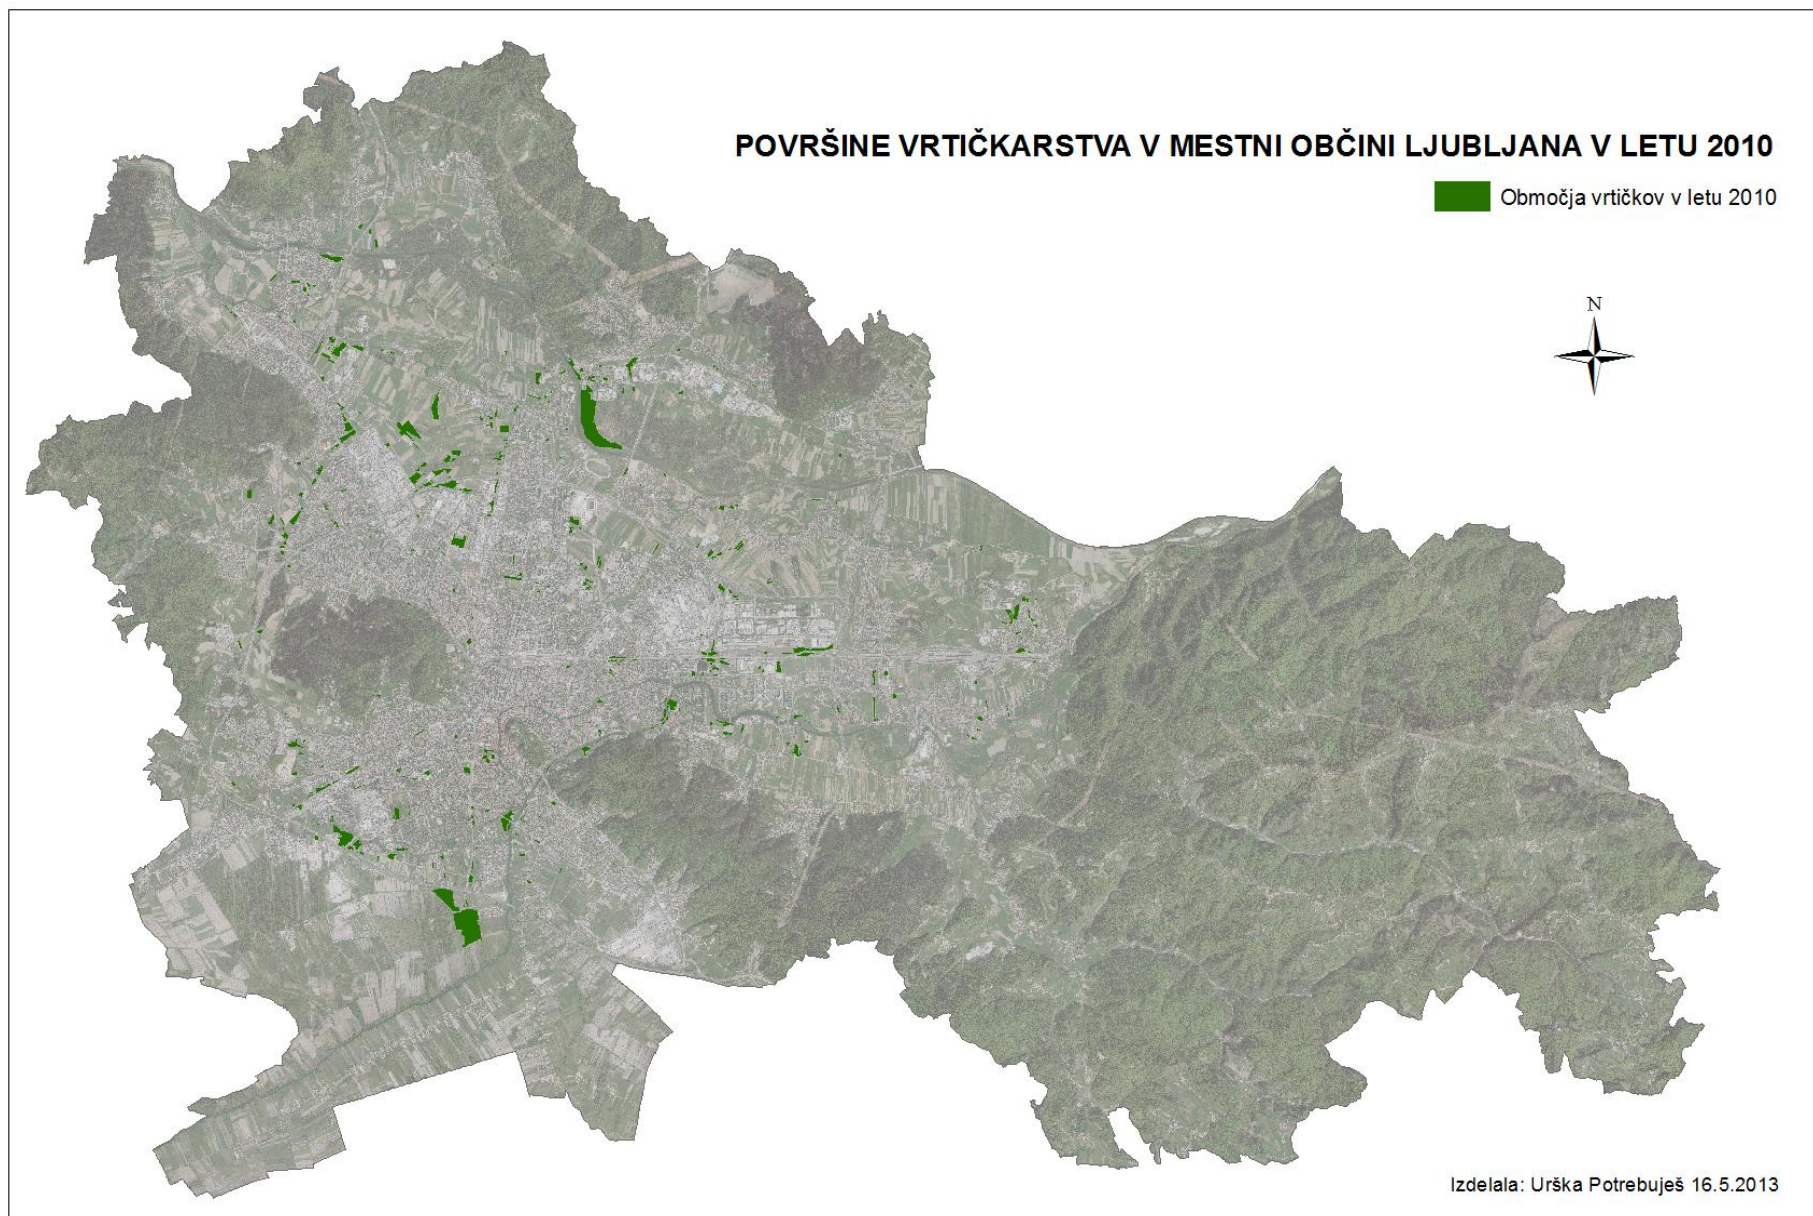 POVRŠINE VRTIČKARSTVA V MESTNI OBČINI LJUBLJANA V LETU 2010
Območja vrtičkov v letu 2010
N
Izdelala: Urška Potrebuješ 16.5.2013